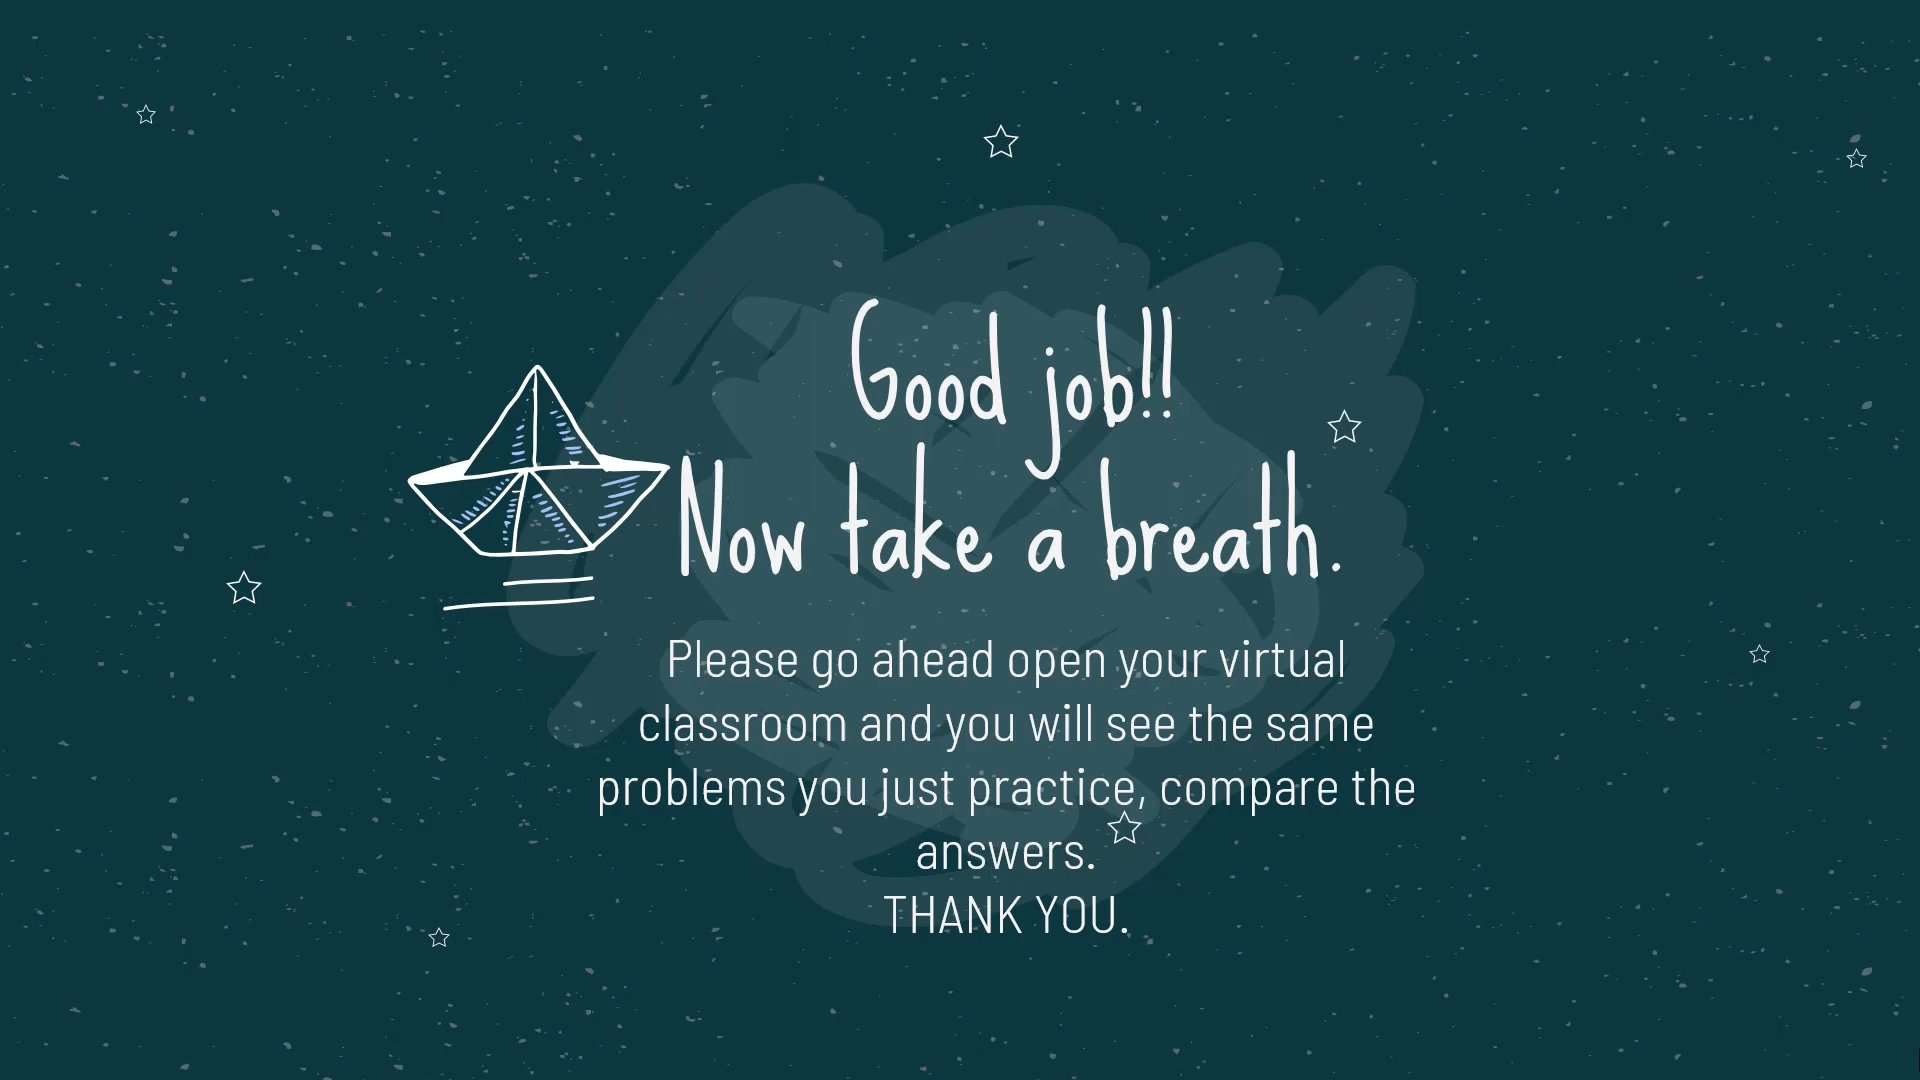 Good job!!
Now take a breath.
Please go ahead open your virtual
classroom and you will see the same
problems you just practice, compare the
answers.
THANK YOU.